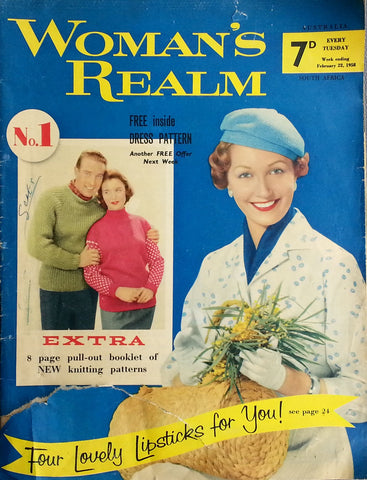 WOMAN'S
REALM
AUSTRALIA
7D
EVERY
TUESDAY
Week ending
February 22, 1958
SOUTH AFRICA
No.1
FREE inside
DRESS PATTERN
Another FREE Offer
Next Week
EXTRA
8 page pull-out booklet of
NEW knitting patterns
Four Lovely Lipsticks for You! see page 24